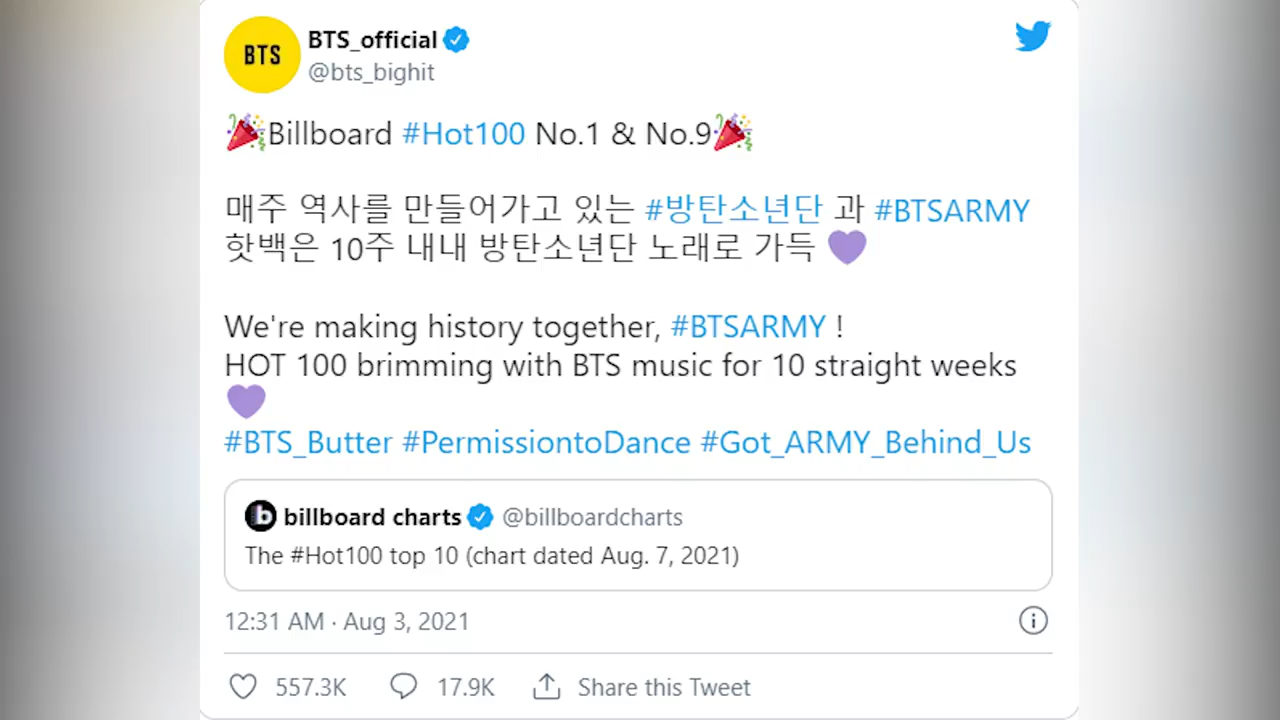 BTS
BTS_official
@bts_bighit
🎉Billboard #Hot100 No.1 & No.9🎉
매주 역사를 만들어가고 있는 #방탄소년단 과 #BTSARMY
핫백은 10주 내내 방탄소년단 노래로 가득 💜
We're making history together, #BTSARMY !
HOT 100 brimming with BTS music for 10 straight weeks
💜
#BTS_Butter #PermissiontoDance #Got_ARMY_Behind_Us
b billboard charts @billboardcharts
The #Hot100 top 10 (chart dated Aug. 7, 2021)
12:31 AM · Aug 3, 2021
557.3K 17.9K Share this Tweet